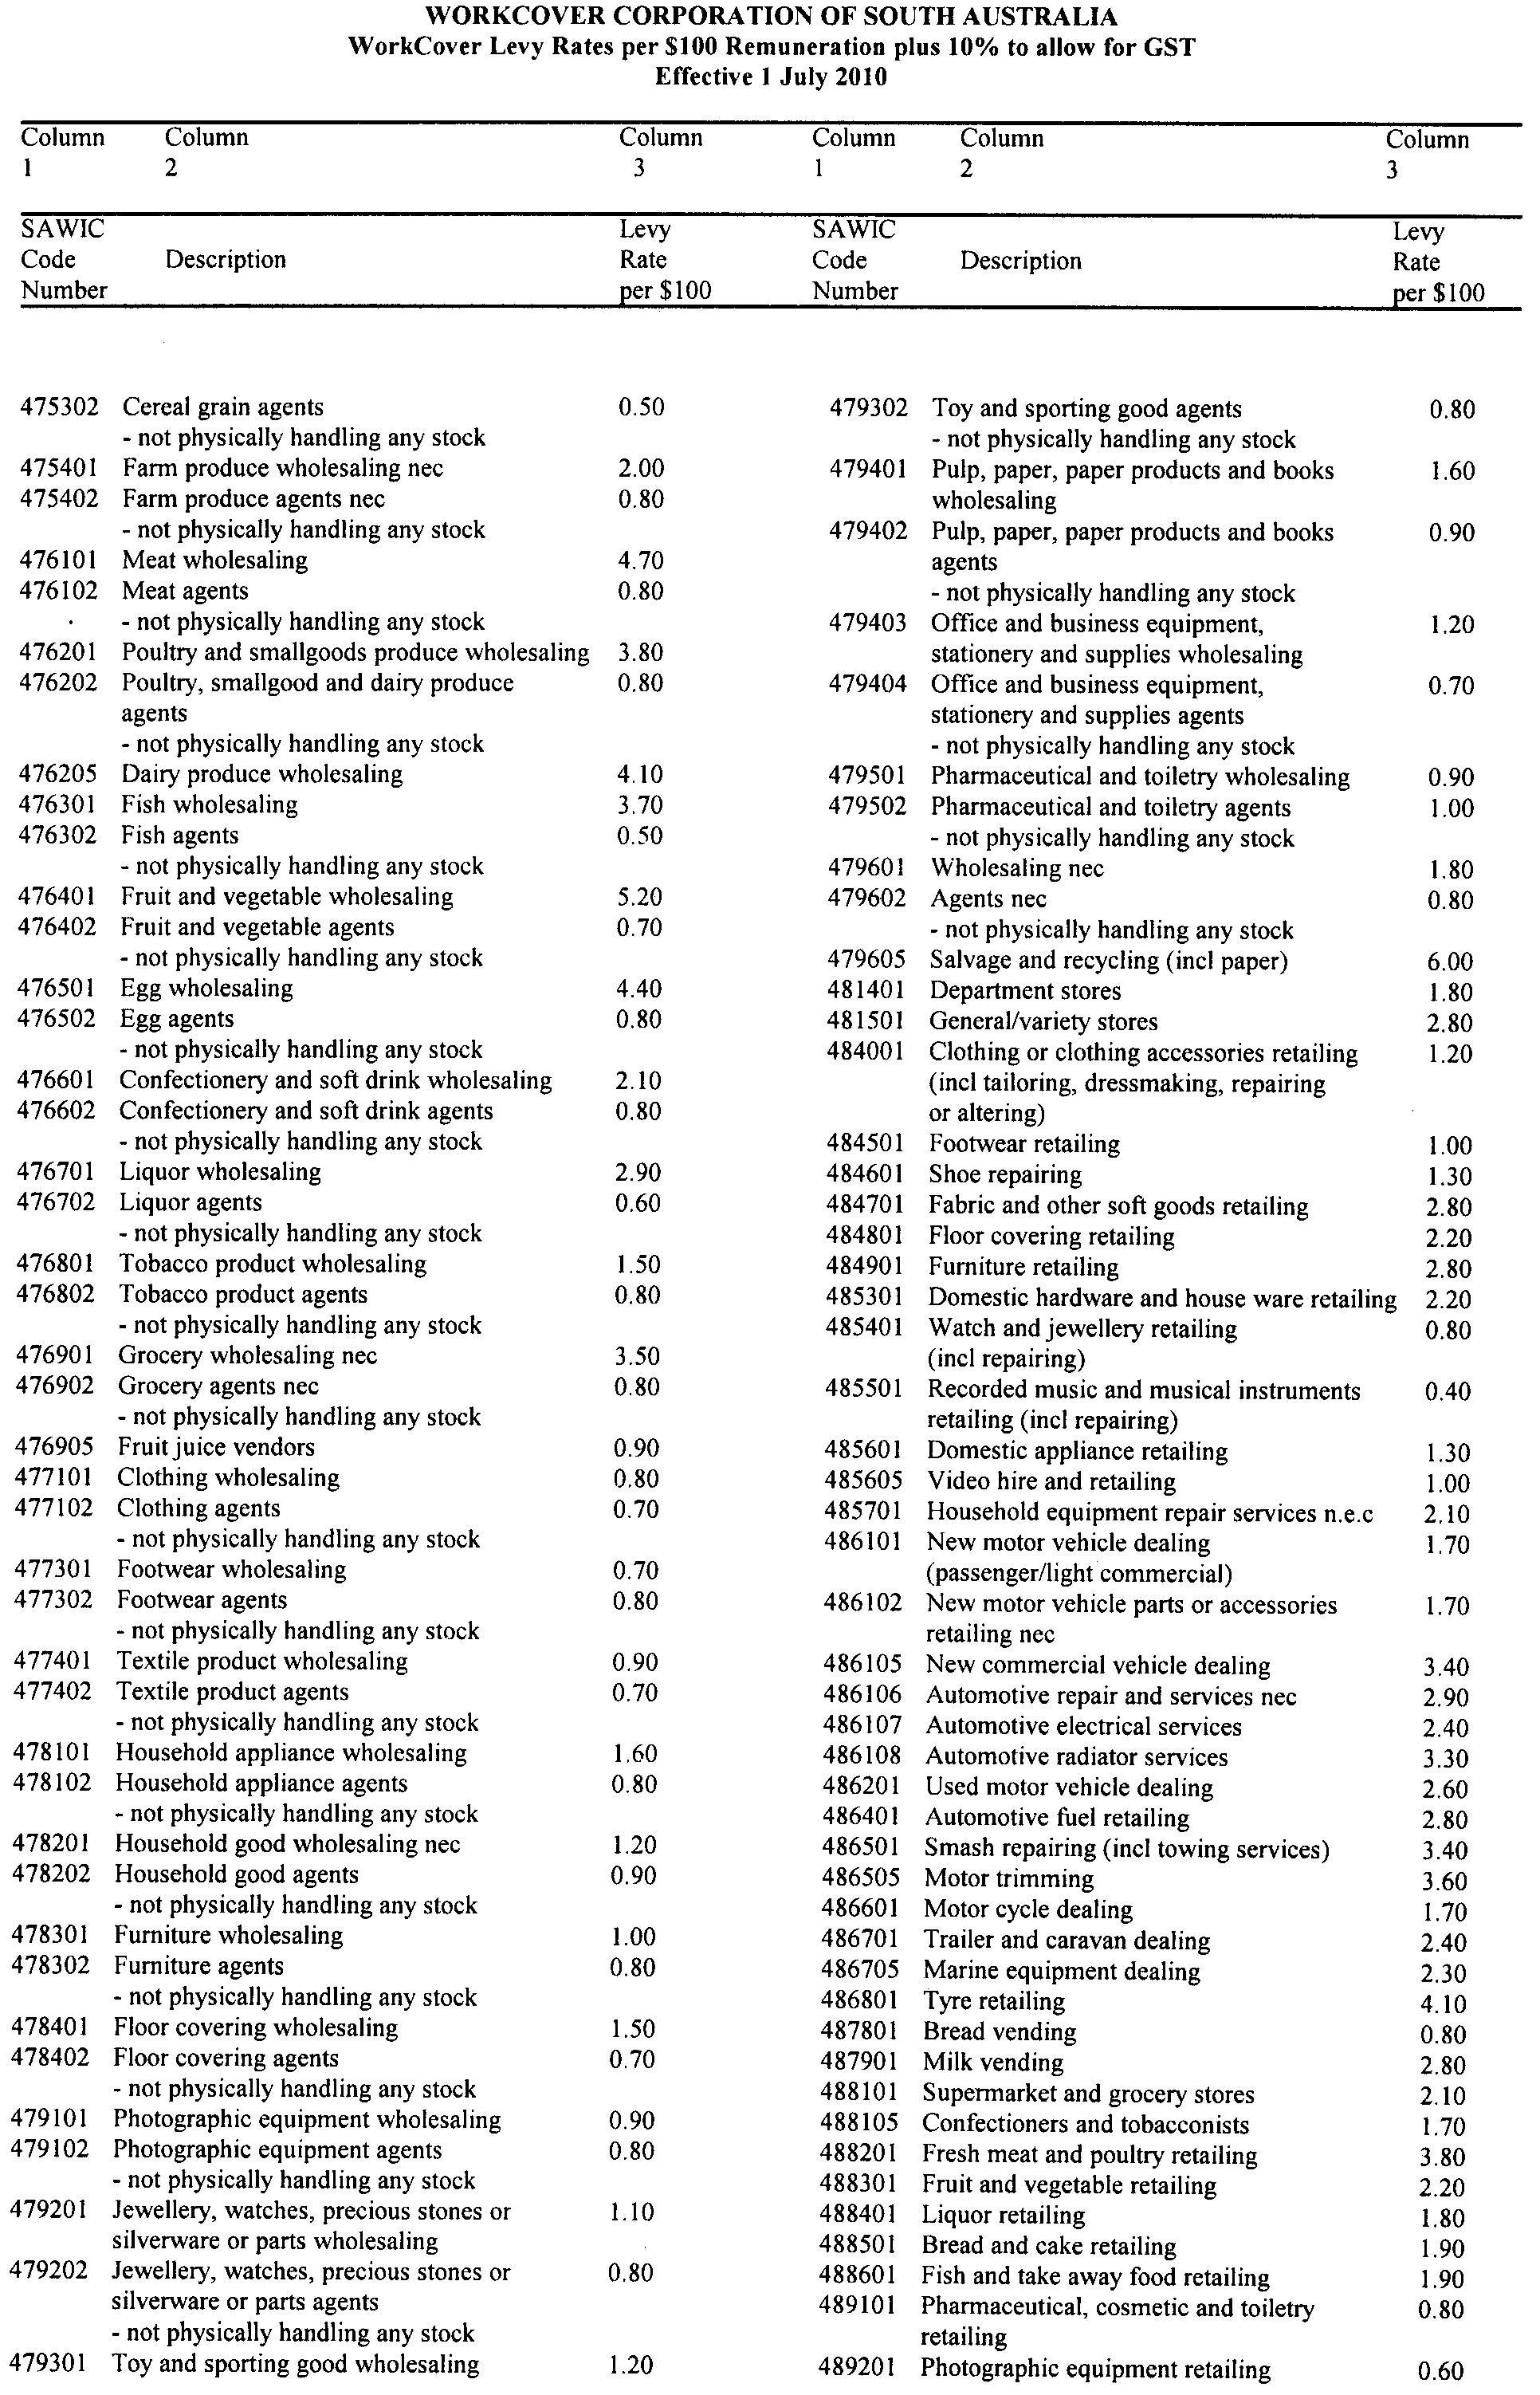 WORKCOVER CORPORATION OF SOUTH AUSTRALIA
WorkCover Levy Rates per $100 Remuneration plus 10% to allow for GST
Effective 1 July 2010
Column Column Column Column Column Column
1 2 3 1 2 3
SAWIC Levy SAWIC Levy
Code Description Rate Code Description Rate
Number per $100 Number per $100
475302 Cereal grain agents 0.50
- not physically handling any stock
475401 Farm produce wholesaling nec 2.00
475402 Farm produce agents nec 0.80
- not physically handling any stock
476101 Meat wholesaling 4.70
476102 Meat agents 0.80
- not physically handling any stock
476201 Poultry and smallgoods produce wholesaling 3.80
476202 Poultry, smallgood and dairy produce 0.80
agents
- not physically handling any stock
476205 Dairy produce wholesaling 4.10
476301 Fish wholesaling 3.70
476302 Fish agents 0.50
- not physically handling any stock
476401 Fruit and vegetable wholesaling 5.20
476402 Fruit and vegetable agents 0.70
- not physically handling any stock
476501 Egg wholesaling 4.40
476502 Egg agents 0.80
- not physically handling any stock
476601 Confectionery and soft drink wholesaling 2.10
476602 Confectionery and soft drink agents 0.80
- not physically handling any stock
476701 Liquor wholesaling 2.90
476702 Liquor agents 0.60
- not physically handling any stock
476801 Tobacco product wholesaling 1.50
476802 Tobacco product agents 0.80
- not physically handling any stock
476901 Grocery wholesaling nec 3.50
476902 Grocery agents nec 0.80
- not physically handling any stock
476905 Fruit juice vendors 0.90
477101 Clothing wholesaling 0.80
477102 Clothing agents 0.70
- not physically handling any stock
477301 Footwear wholesaling 0.70
477302 Footwear agents 0.80
- not physically handling any stock
477401 Textile product wholesaling 0.90
477402 Textile product agents 0.70
- not physically handling any stock
478101 Household appliance wholesaling 1.60
478102 Household appliance agents 0.80
- not physically handling any stock
478201 Household good wholesaling nec 1.20
478202 Household good agents 0.90
- not physically handling any stock
478301 Furniture wholesaling 1.00
478302 Furniture agents 0.80
- not physically handling any stock
478401 Floor covering wholesaling 1.50
478402 Floor covering agents 0.70
- not physically handling any stock
479101 Photographic equipment wholesaling 0.90
479102 Photographic equipment agents 0.80
- not physically handling any stock
479201 Jewellery, watches, precious stones or 1.10
silverware or parts wholesaling
479202 Jewellery, watches, precious stones or 0.80
silverware or parts agents
- not physically handling any stock
479301 Toy and sporting good wholesaling 1.20
479302 Toy and sporting good agents 0.80
- not physically handling any stock
479401 Pulp, paper, paper products and books 1.60
wholesaling
479402 Pulp, paper, paper products and books 0.90
agents
- not physically handling any stock
479403 Office and business equipment, 1.20
stationery and supplies wholesaling
479404 Office and business equipment, 0.70
stationery and supplies agents
- not physically handling any stock
479501 Pharmaceutical and toiletry wholesaling 0.90
479502 Pharmaceutical and toiletry agents 1.00
- not physically handling any stock
479601 Wholesaling nec 1.80
479602 Agents nec 0.80
- not physically handling any stock
479605 Salvage and recycling (incl paper) 6.00
481401 Department stores 1.80
481501 General/variety stores 2.80
484001 Clothing or clothing accessories retailing 1.20
(incl tailoring, dressmaking, repairing
or altering)
484501 Footwear retailing 1.00
484601 Shoe repairing 1.30
484701 Fabric and other soft goods retailing 2.80
484801 Floor covering retailing 2.20
484901 Furniture retailing 2.80
485301 Domestic hardware and house ware retailing 2.20
485401 Watch and jewellery retailing 0.80
(incl repairing)
485501 Recorded music and musical instruments 0.40
retailing (incl repairing)
485601 Domestic appliance retailing 1.30
485605 Video hire and retailing 1.00
485701 Household equipment repair services n.e.c 2.10
486101 New motor vehicle dealing 1.70
(passenger/light commercial)
486102 New motor vehicle parts or accessories 1.70
retailing nec
486105 New commercial vehicle dealing 3.40
486106 Automotive repair and services nec 2.90
486107 Automotive electrical services 2.40
486108 Automotive radiator services 3.30
486201 Used motor vehicle dealing 2.60
486401 Automotive fuel retailing 2.80
486501 Smash repairing (incl towing services) 3.40
486505 Motor trimming 3.60
486601 Motor cycle dealing 1.70
486701 Trailer and caravan dealing 2.40
486705 Marine equipment dealing 2.30
486801 Tyre retailing 4.10
487801 Bread vending 0.80
487901 Milk vending 2.80
488101 Supermarket and grocery stores 2.10
488105 Confectioners and tobacconists 1.70
488201 Fresh meat and poultry retailing 3.80
488301 Fruit and vegetable retailing 2.20
488401 Liquor retailing 1.80
488501 Bread and cake retailing 1.90
488601 Fish and take away food retailing 1.90
489101 Pharmaceutical, cosmetic and toiletry 0.80
retailing
489201 Photographic equipment retailing 0.60